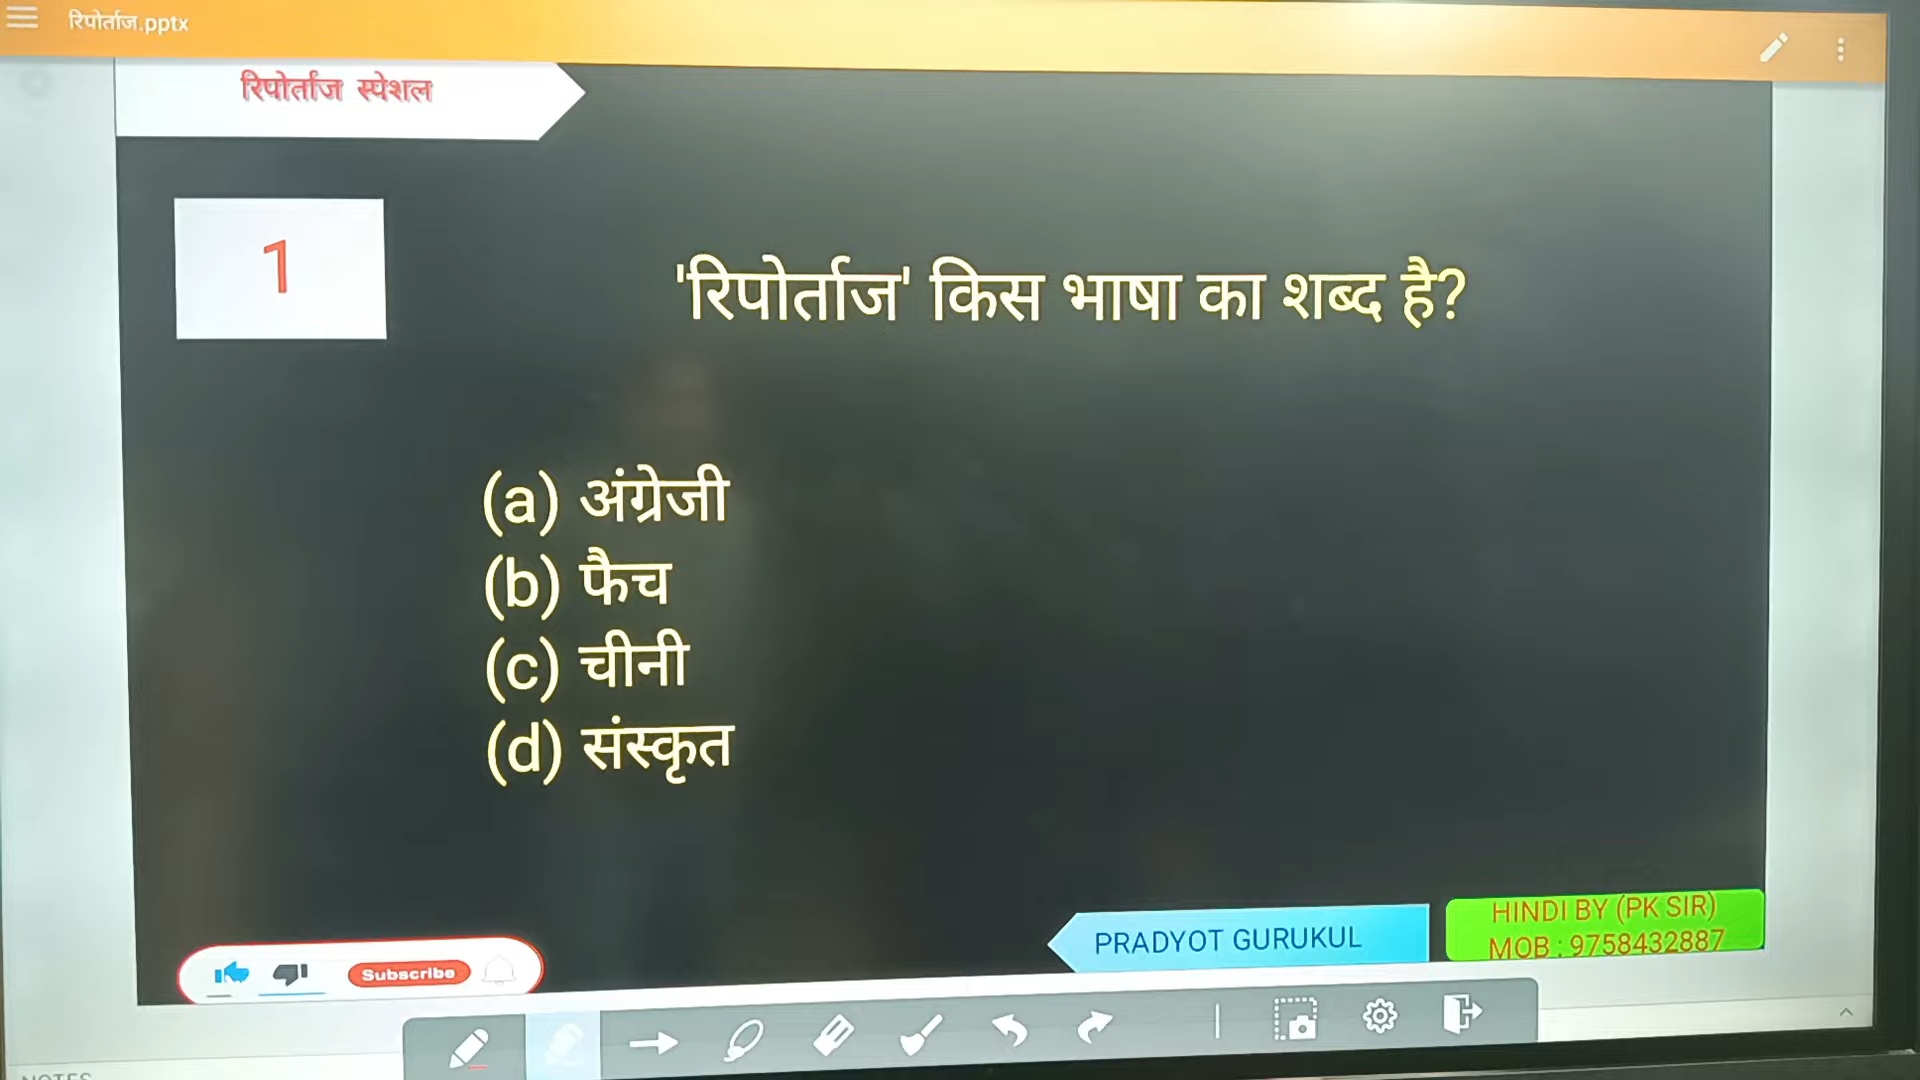 रिपोर्ताज.pptx
रिपोर्ताज स्पेशल
1
'रिपोर्ताज' किस भाषा का शब्द है?
(a) अंग्रेजी
(b) फैच
(c) चीनी
(d) संस्कृत
PRADYOT GURUKUL
HINDI BY (PK SIR)
MOB : 9758432887
Subscribe
NOTES